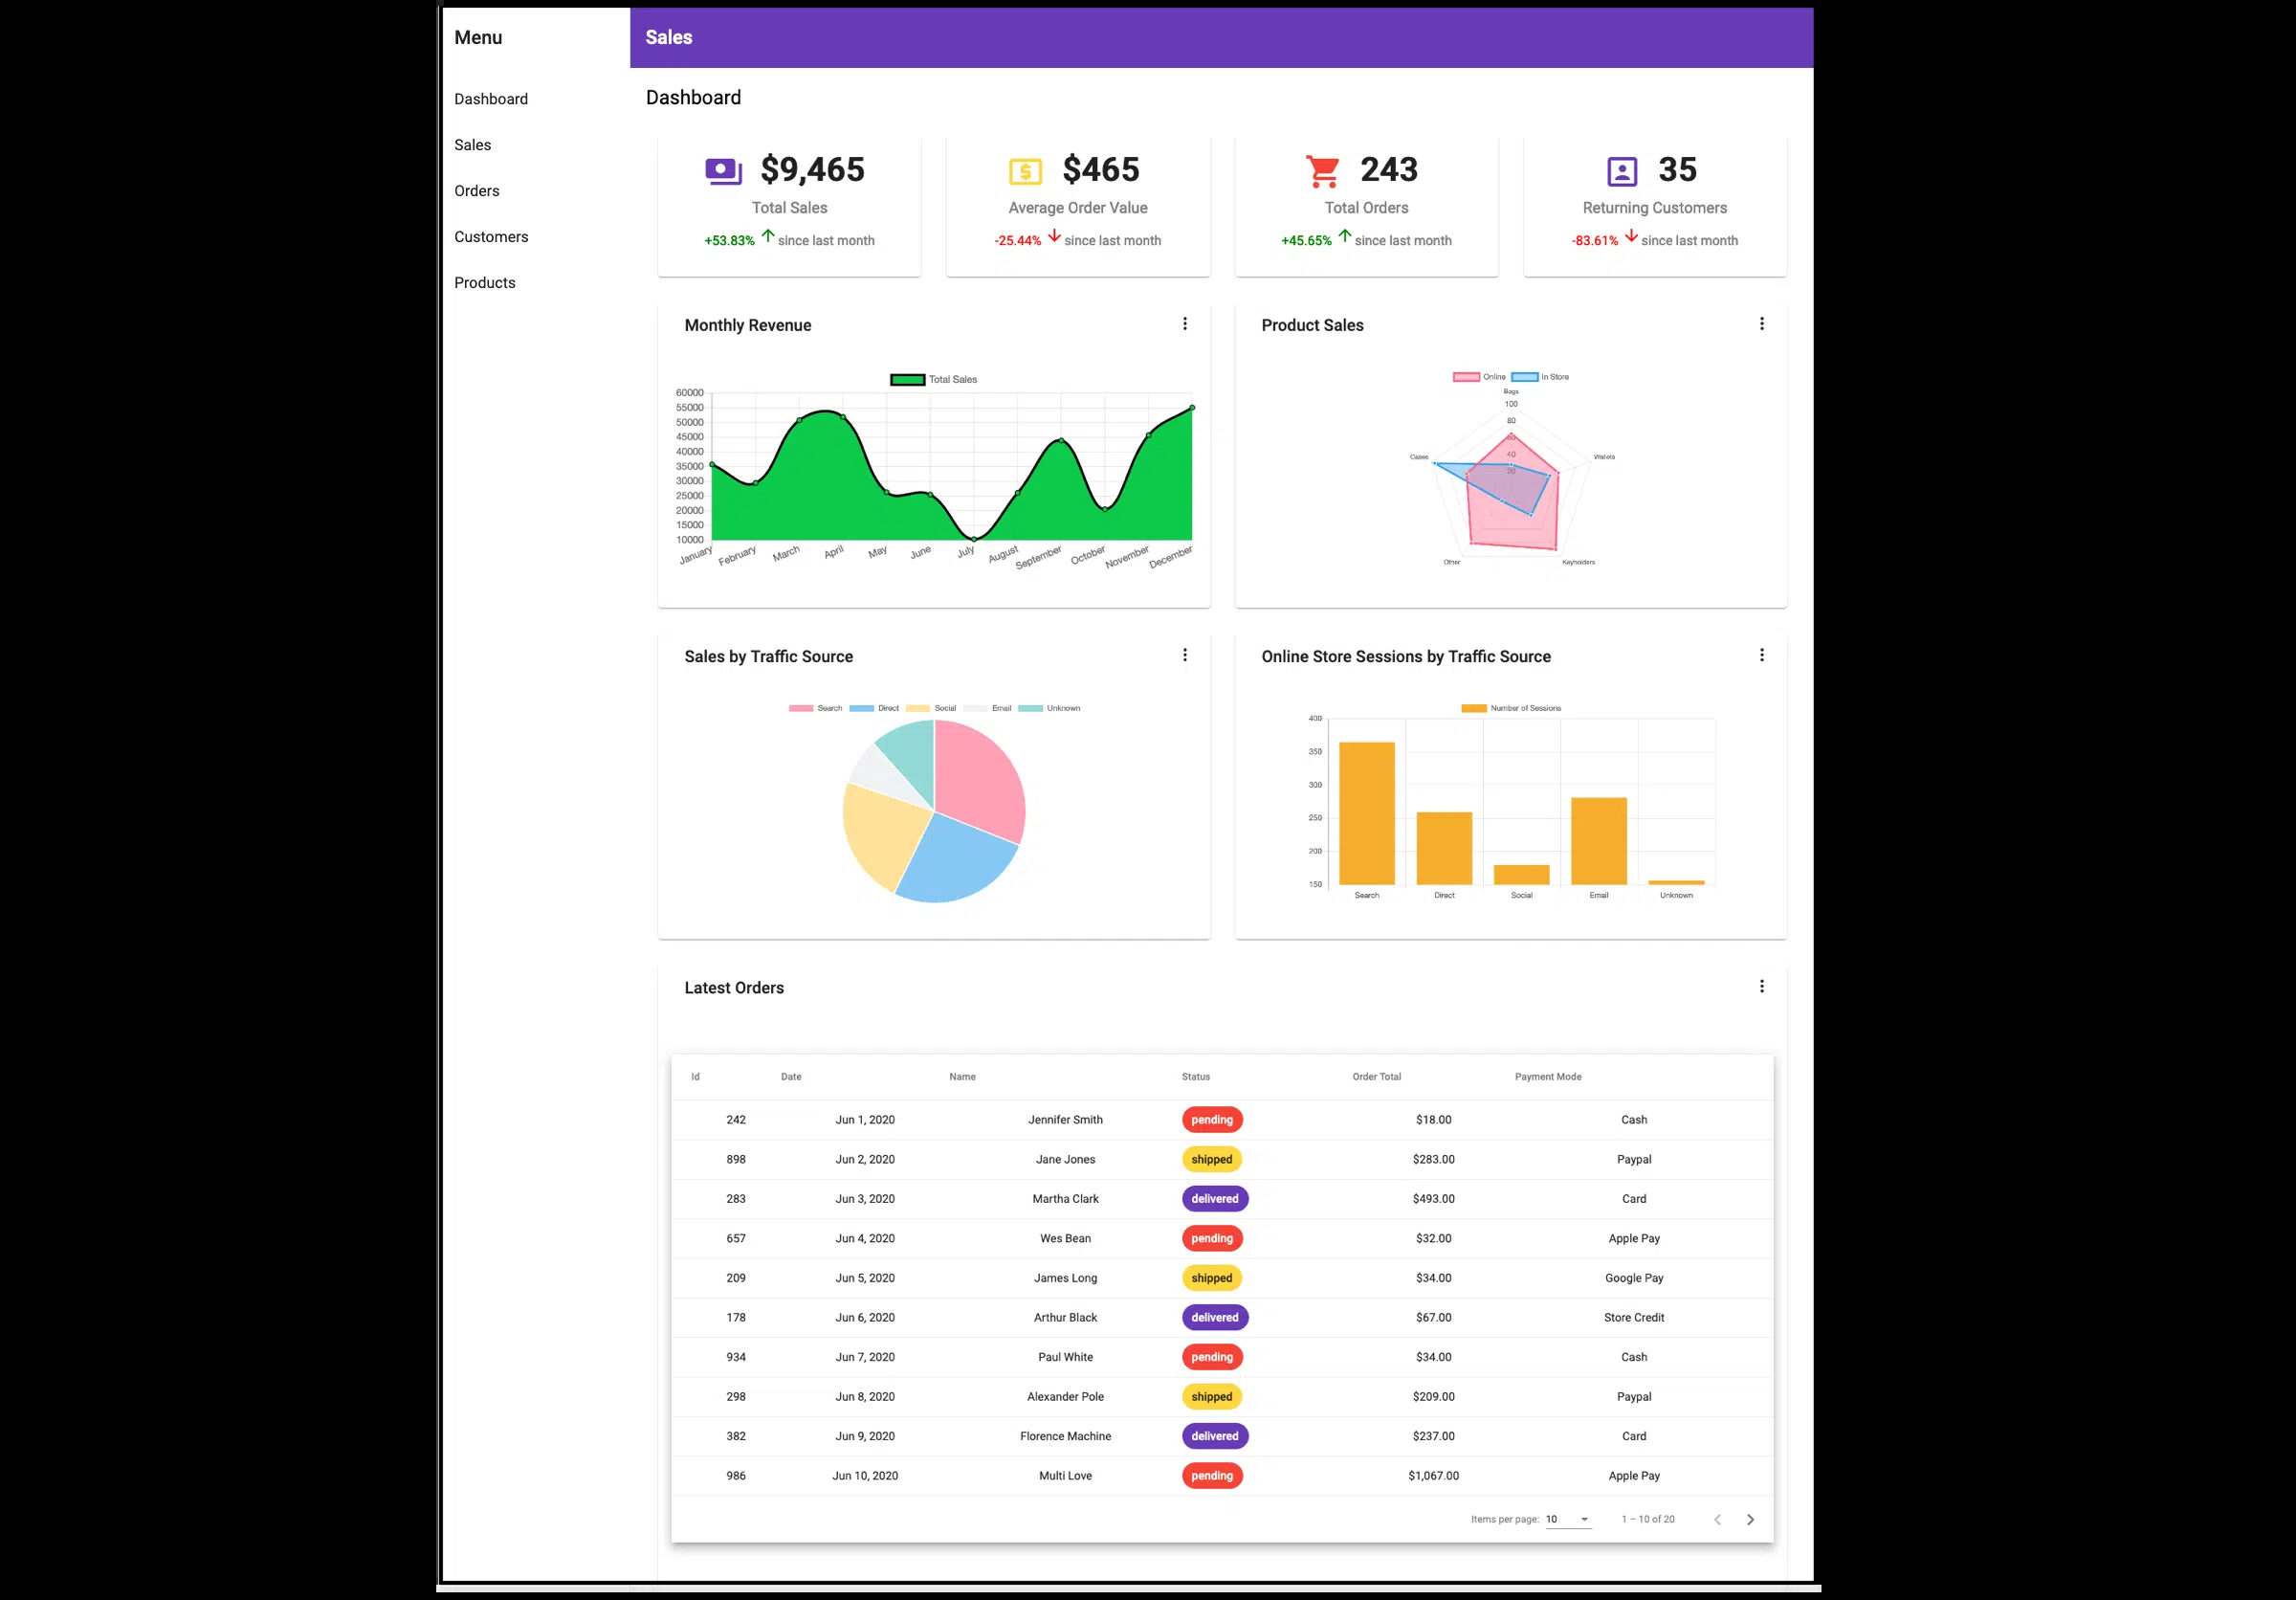 Menu
Sales
Dashboard
Sales
Orders
Customers
Products
Dashboard
$9,465
Total Sales
+53.83% since last month
$465
Average Order Value
-25.44% since last month
243
Total Orders
+45.65% since last month
35
Returning Customers
-83.61% since last month
Monthly Revenue
Total Sales
60000
55000
50000
45000
40000
35000
30000
25000
20000
15000
10000
January February March April May June July August September October November December
Product Sales
Online In Store
Bags
100
80
60
40
20
Cases
Wallets
Other
Keyholders
Sales by Traffic Source
Search Direct Social Email Unknown
Online Store Sessions by Traffic Source
Number of Sessions
400
350
300
250
200
150
Search Direct Social Email Unknown
Latest Orders
Id Date Name Status Order Total Payment Mode
242 Jun 1, 2020 Jennifer Smith pending $18.00 Cash
898 Jun 2, 2020 Jane Jones shipped $283.00 Paypal
283 Jun 3, 2020 Martha Clark delivered $493.00 Card
657 Jun 4, 2020 Wes Bean pending $32.00 Apple Pay
209 Jun 5, 2020 James Long shipped $34.00 Google Pay
178 Jun 6, 2020 Arthur Black delivered $67.00 Store Credit
934 Jun 7, 2020 Paul White pending $34.00 Cash
298 Jun 8, 2020 Alexander Pole shipped $209.00 Paypal
382 Jun 9, 2020 Florence Machine delivered $237.00 Card
986 Jun 10, 2020 Multi Love pending $1,067.00 Apple Pay
Items per page: 10 1 – 10 of 20